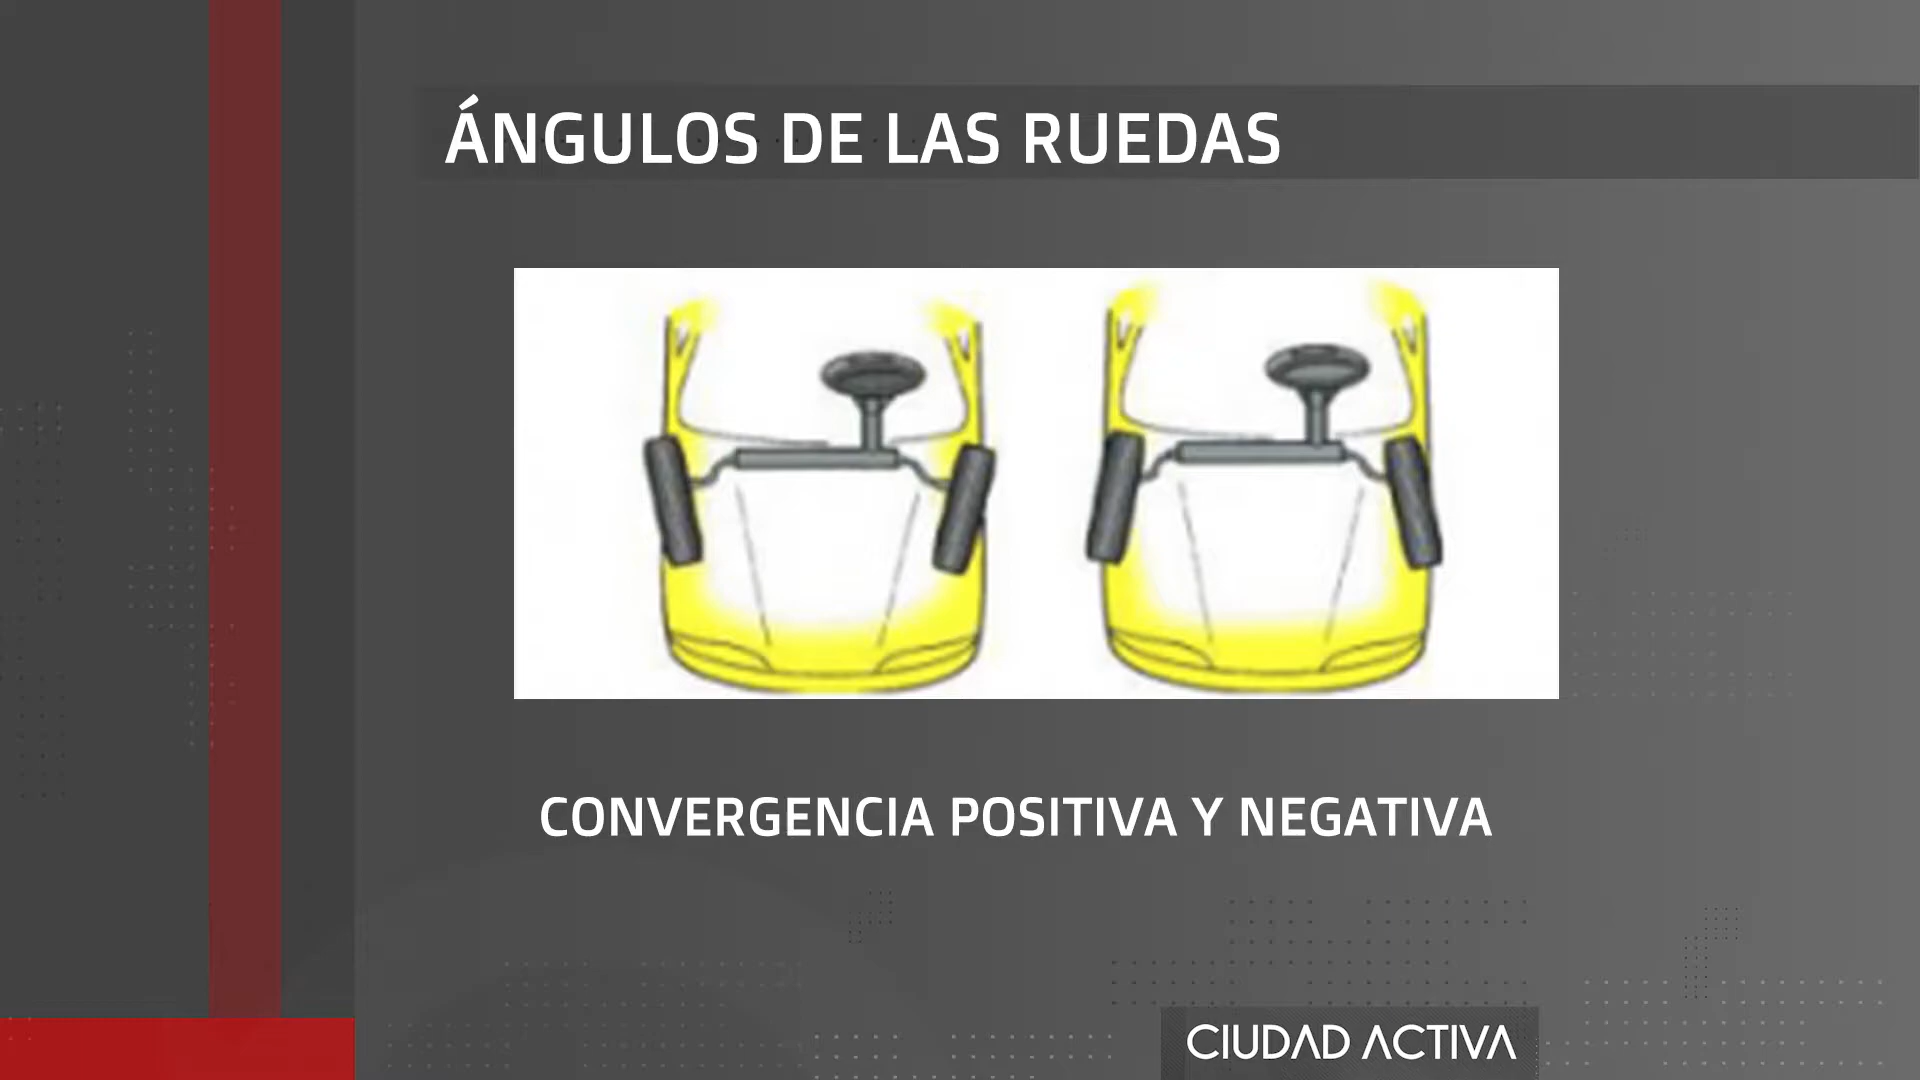 ÁNGULOS DE LAS RUEDAS
CONVERGENCIA POSITIVA Y NEGATIVA
CIUDAD ACTIVA